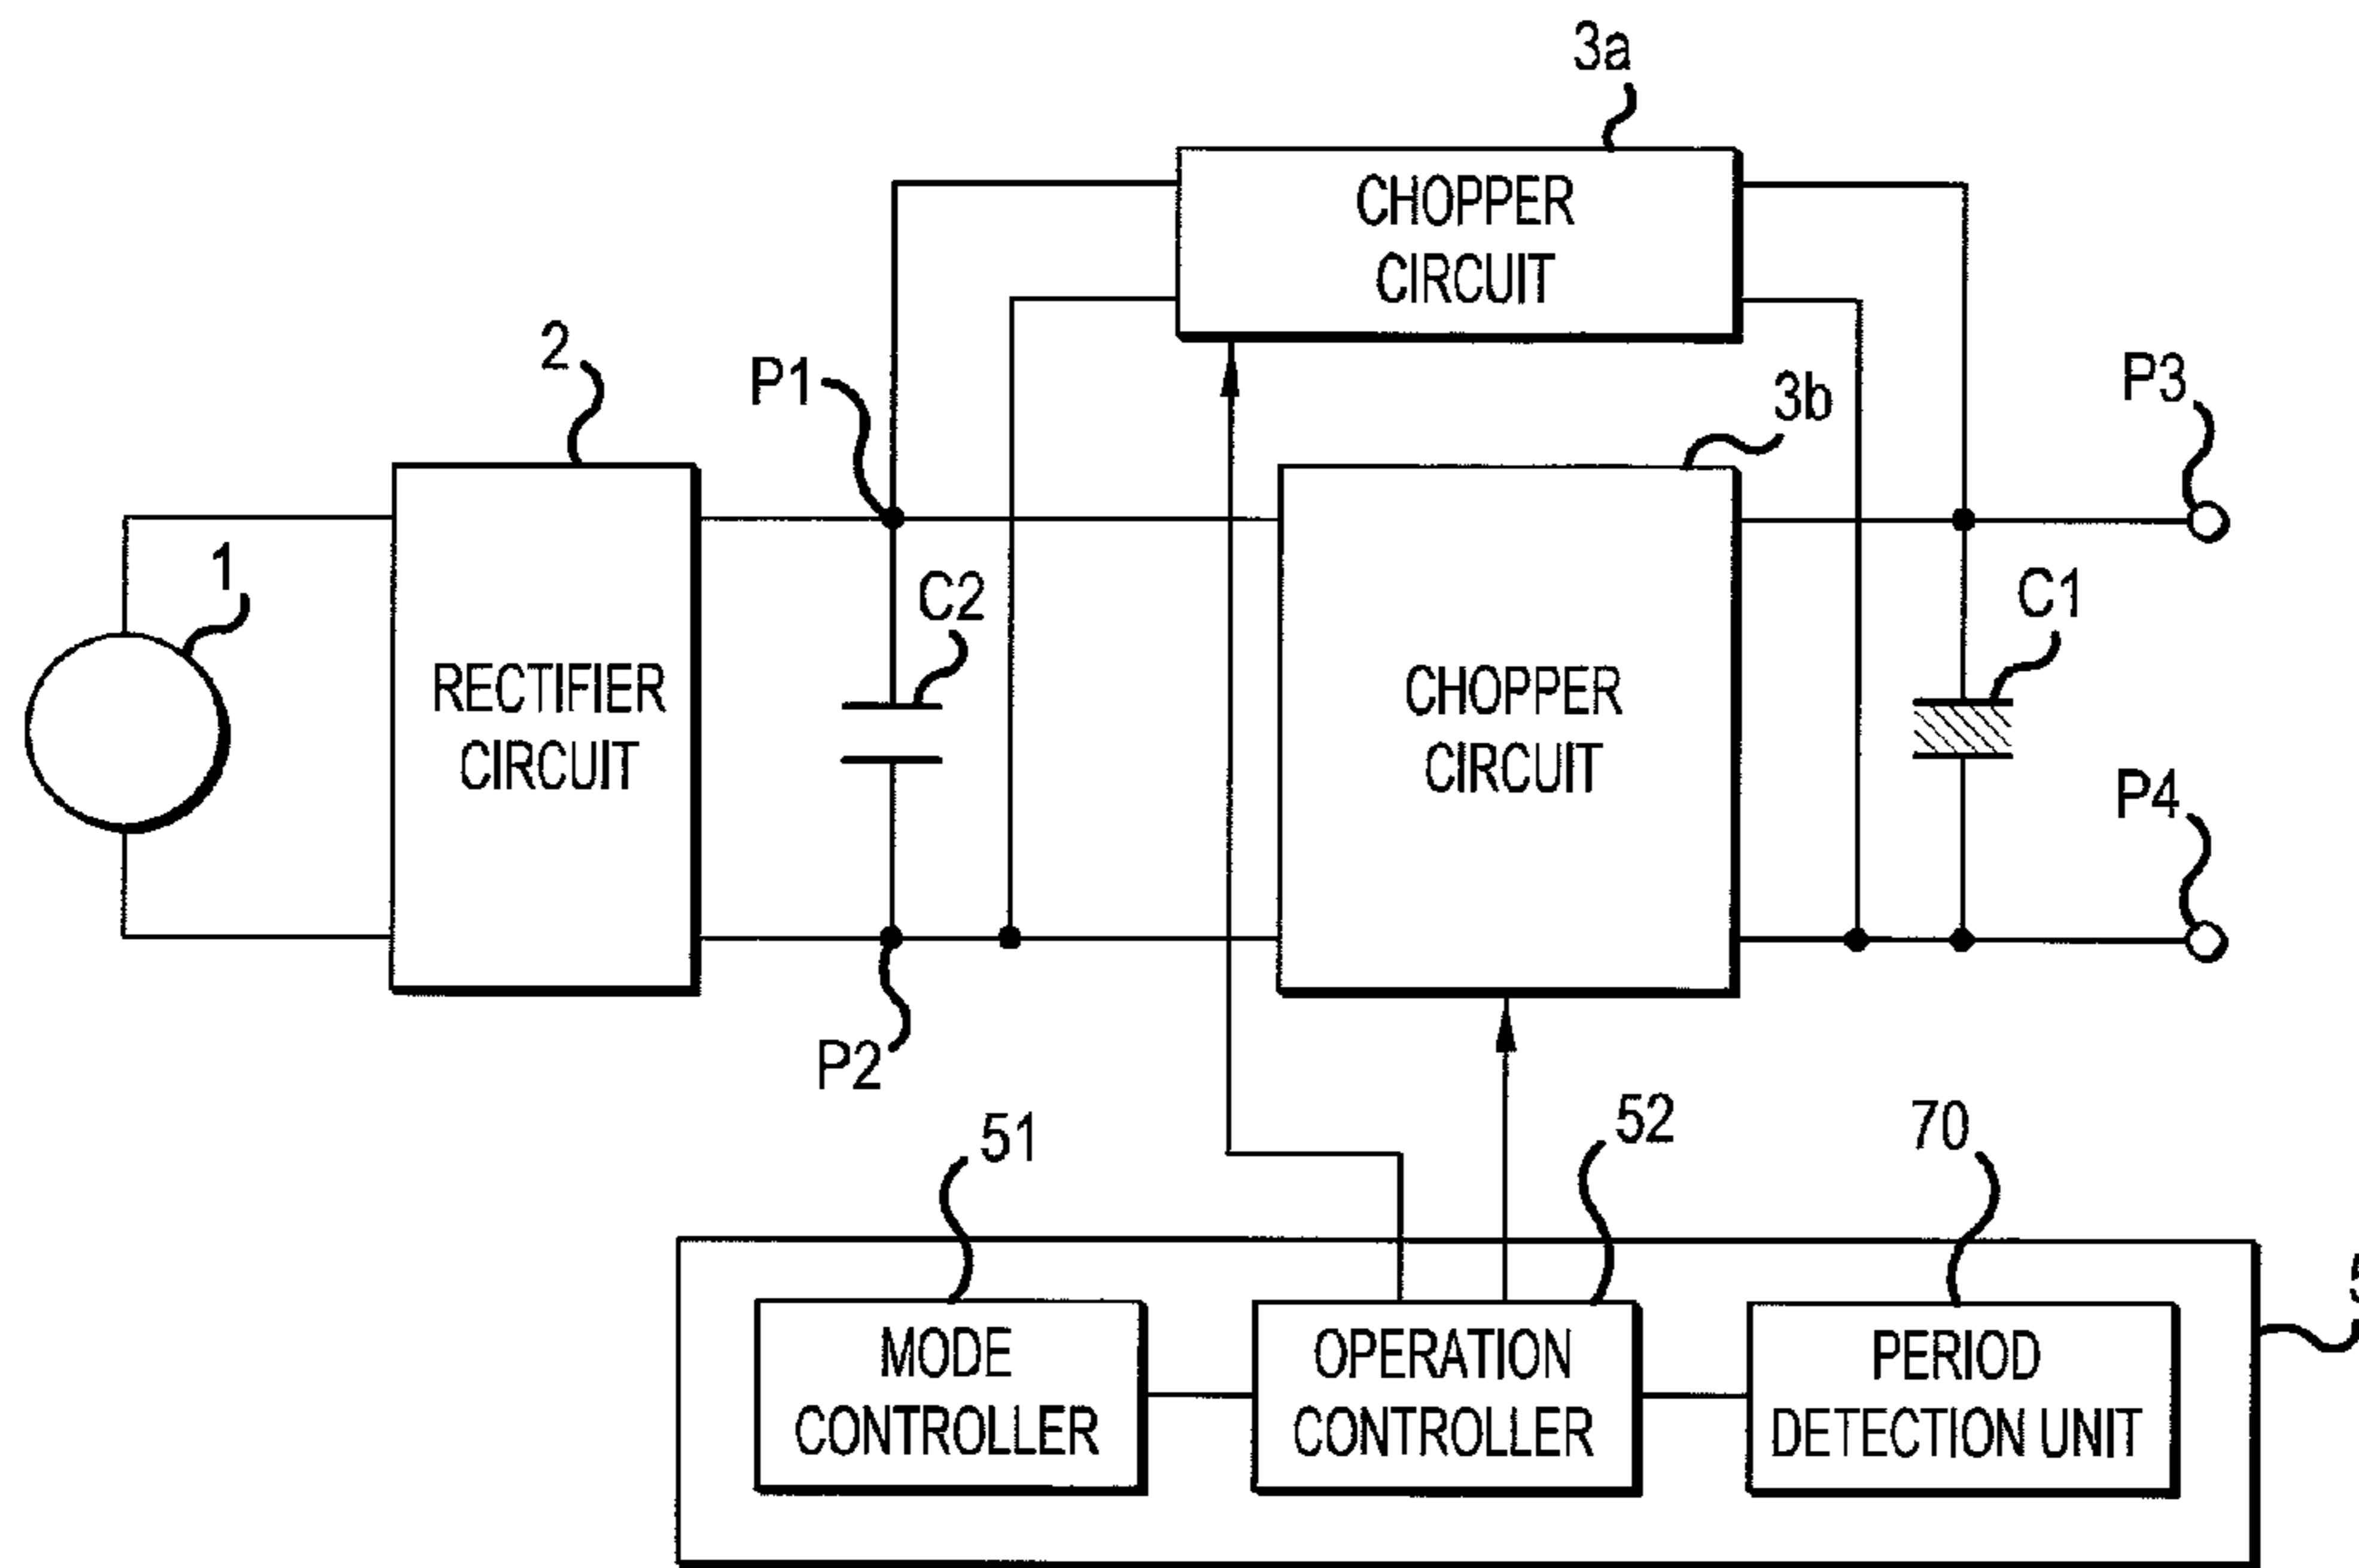 3a
CHOPPER
CIRCUIT
2
P1
3b
P3
1
C2
C1
RECTIFIER
CIRCUIT
CHOPPER
CIRCUIT
P4
P2
51
52
70
5
MODE
CONTROLLER
OPERATION
CONTROLLER
PERIOD
DETECTION UNIT